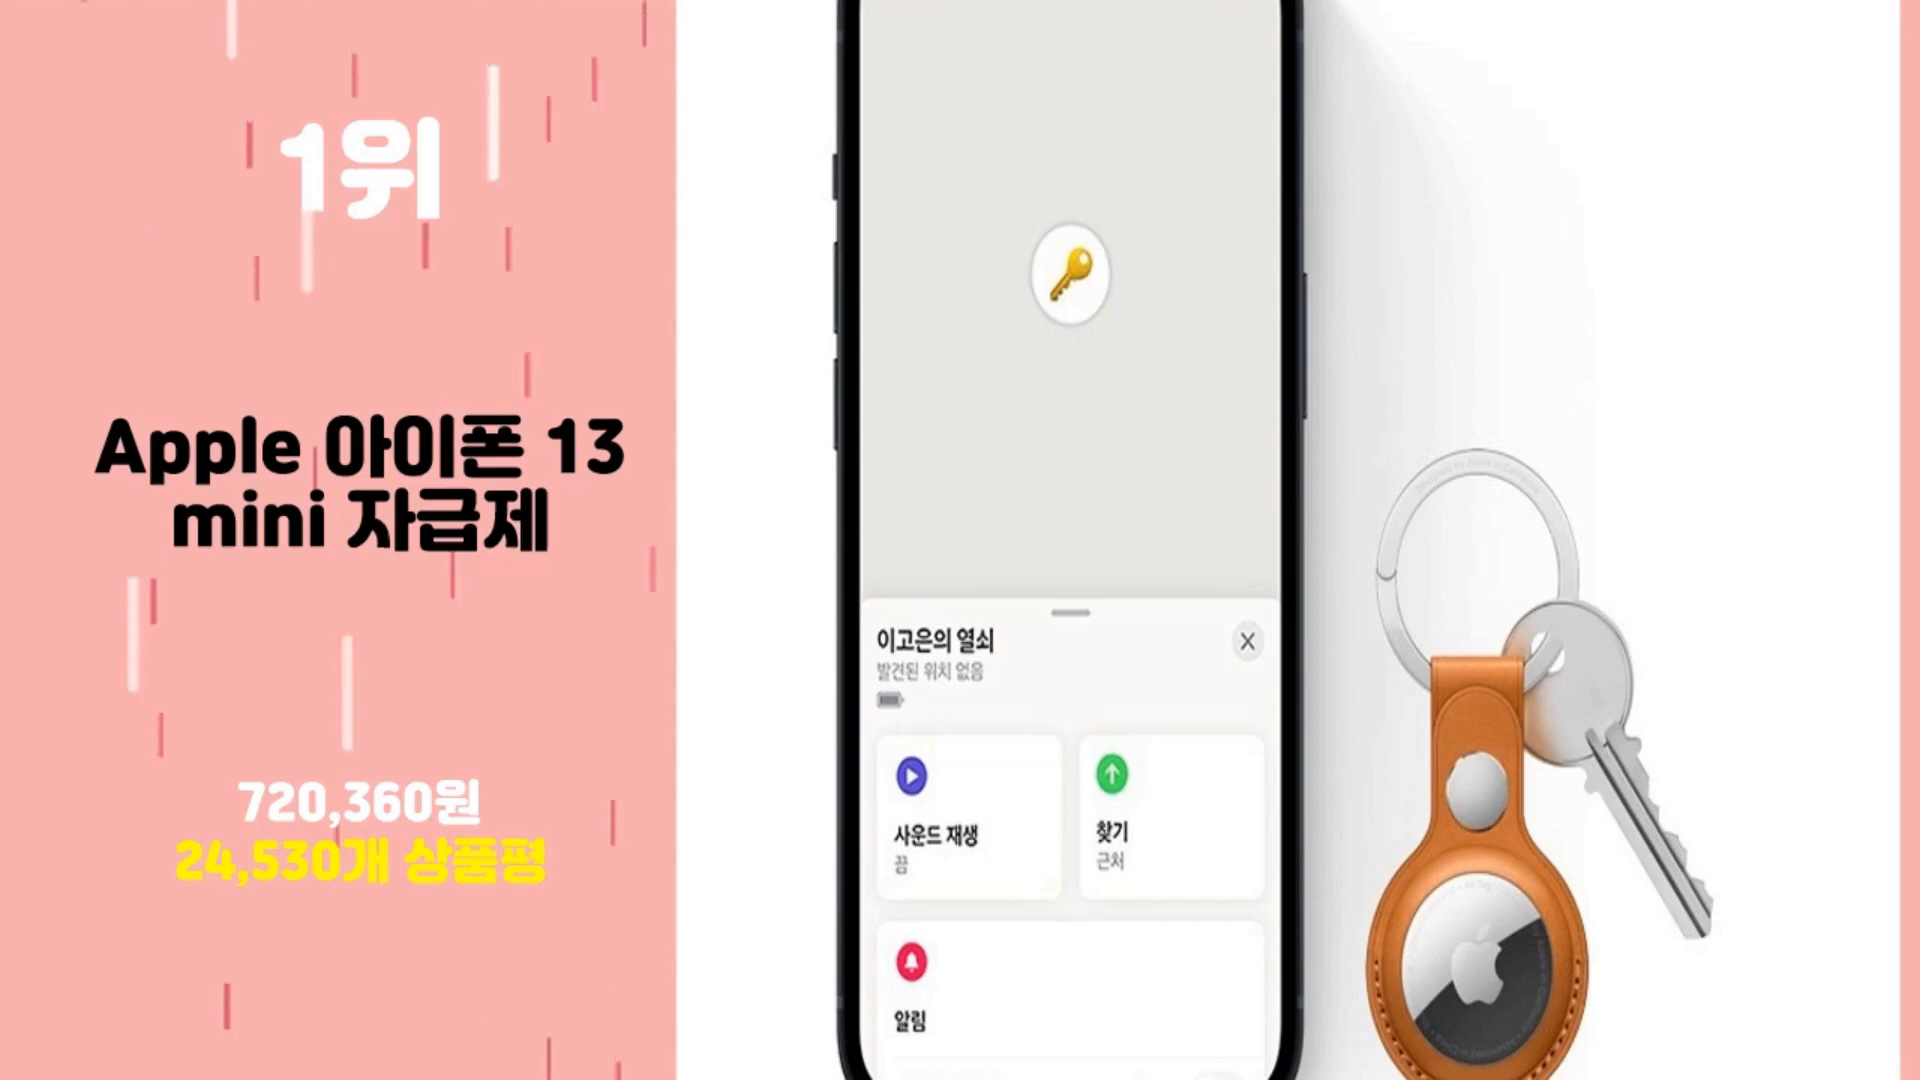 1위
Apple 아이폰 13
mini 자급제
720,360원
24,530개 상품평
이고은의 열쇠
발견된 위치 없음
사운드 재생
끔
찾기
근처
알림